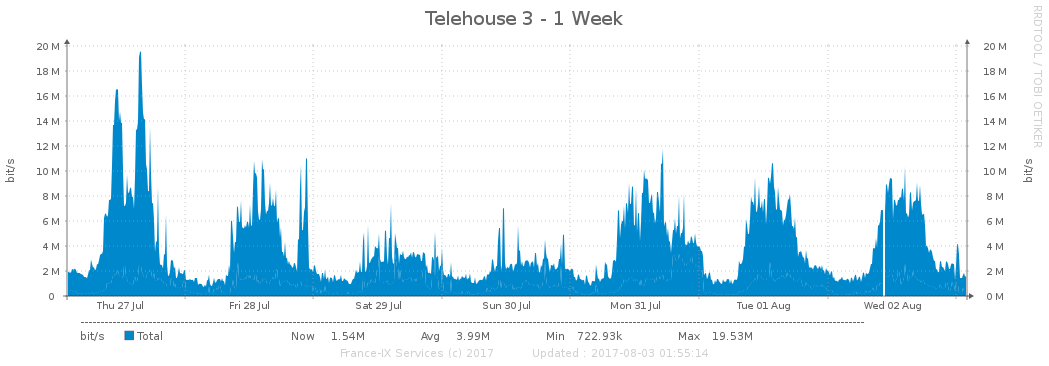 Telehouse 3 - 1 Week
RRDTOOL / TOBI OETIKER
bit/s
20 M
18 M
16 M
14 M
12 M
10 M
8 M
6 M
4 M
2 M
0
20 M
18 M
16 M
14 M
12 M
10 M
8 M
6 M
4 M
2 M
0 M
bit/s
Thu 27 Jul Fri 28 Jul Sat 29 Jul Sun 30 Jul Mon 31 Jul Tue 01 Aug Wed 02 Aug
bit/s Total Now 1.54M Avg 3.99M Min 722.93k Max 19.53M
France-IX Services (c) 2017 Updated : 2017-08-03 01:55:14